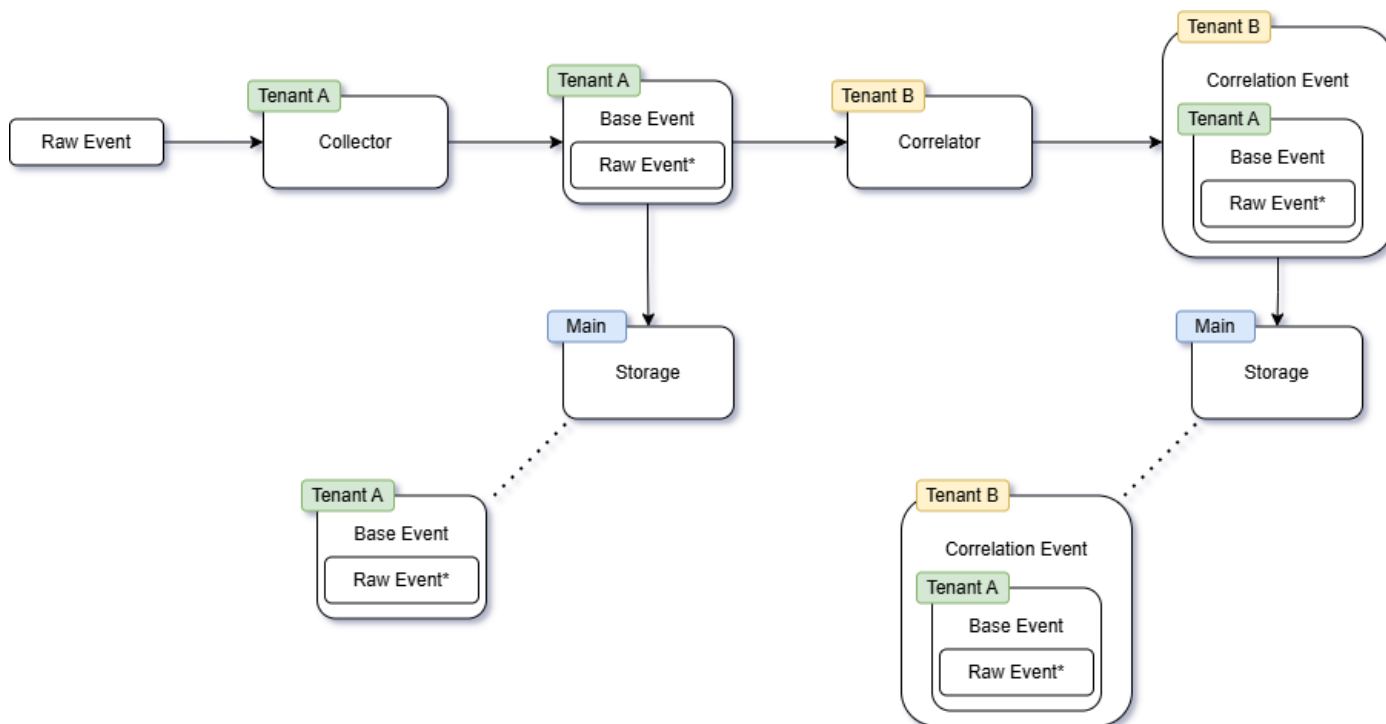 Tenant B
Tenant A
Tenant A
Tenant B
Correlation Event
Raw Event
Collector
Base Event
Raw Event*
Correlator
Tenant A
Base Event
Raw Event*
Main
Storage
Main
Storage
Tenant A
Base Event
Raw Event*
Tenant B
Correlation Event
Tenant A
Base Event
Raw Event*